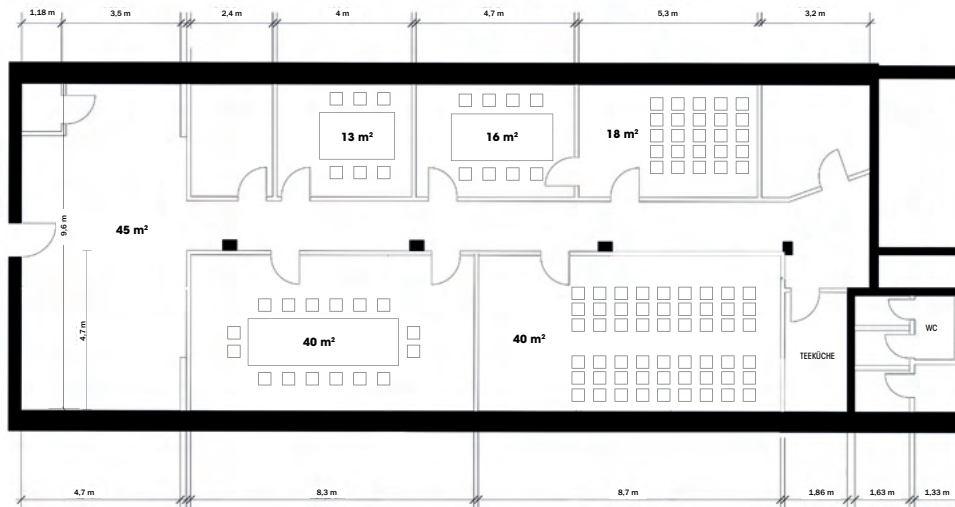 1,18 m
3,5 m
2,4 m
4 m
4,7 m
5,3 m
3,2 m
13 m²
16 m²
18 m²
9,6 m
45 m²
4,7 m
40 m²
40 m²
TEEKÜCHE
WC
4,7 m
8,3 m
8,7 m
1,86 m
1,63 m
1,33 m